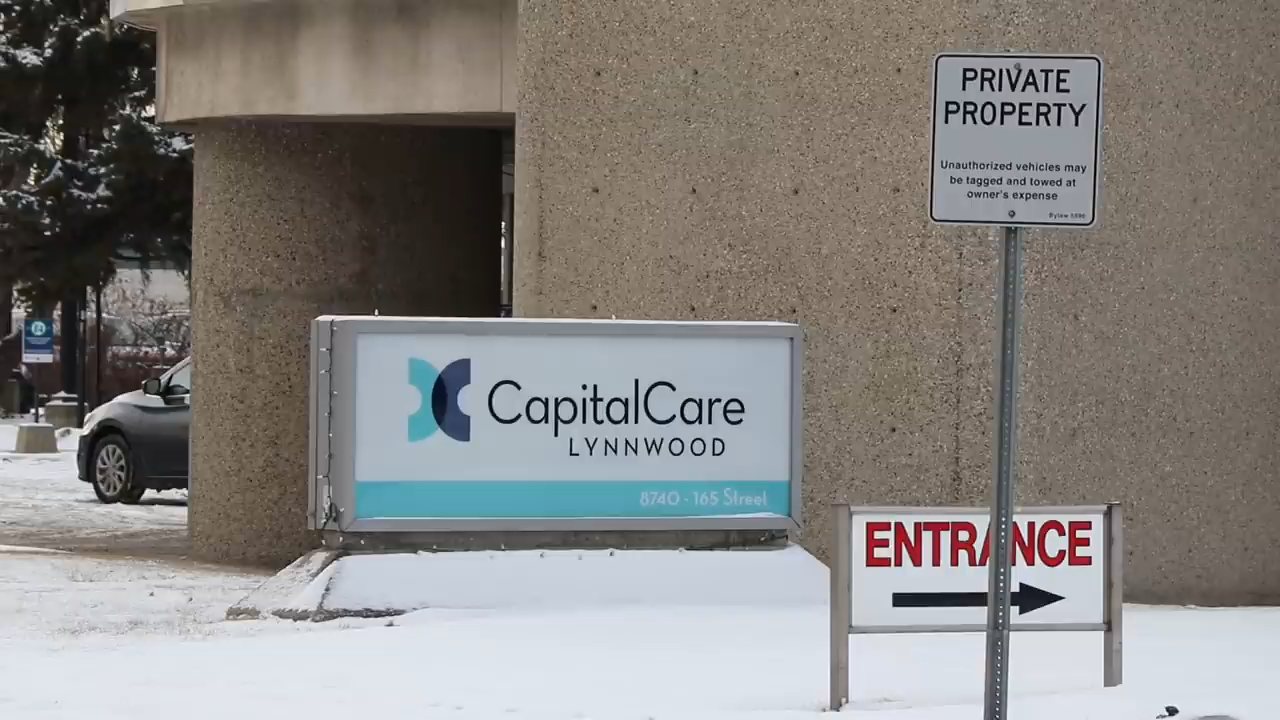 PRIVATE
PROPERTY
Unauthorized vehicles may
be tagged and towed at
owner's expense
CapitalCare
LYNNWOOD
8740 - 165 Street
ENTRANCE